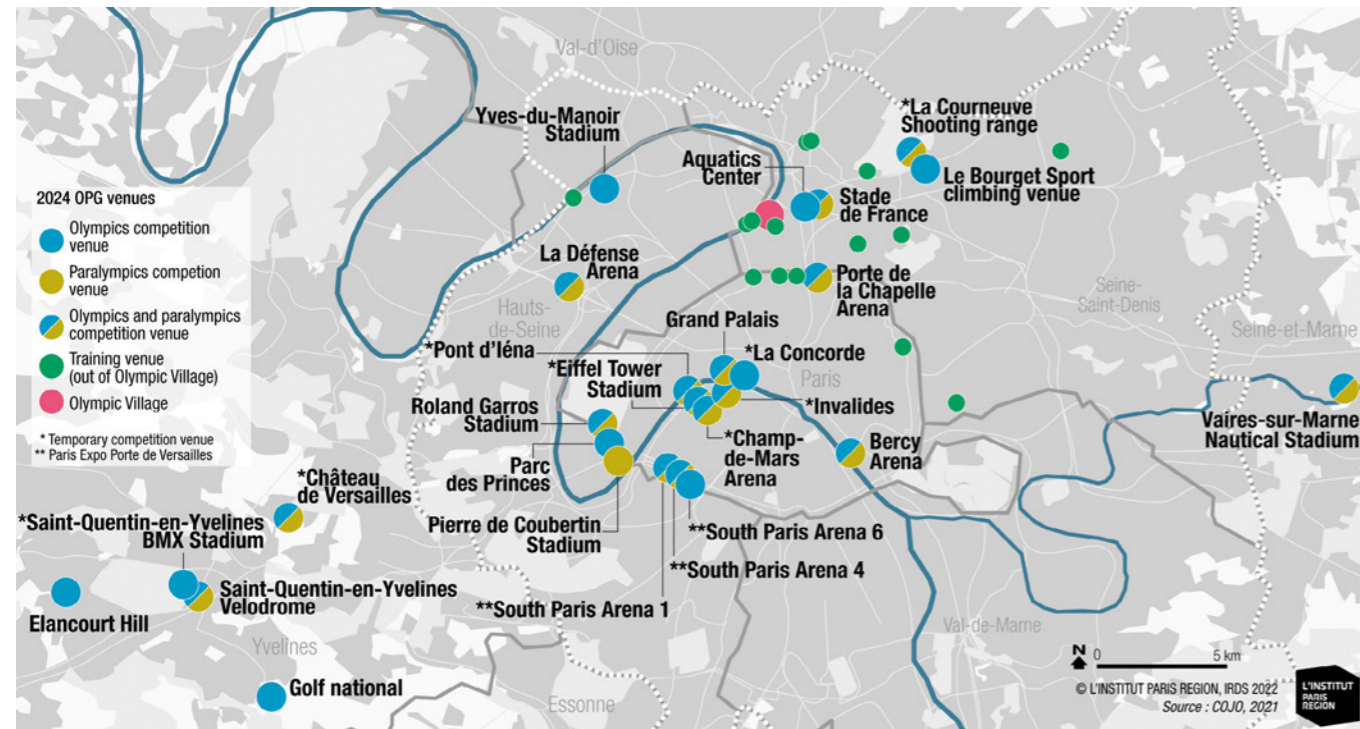 Val-d'Oise
*La Courneuve
Shooting range
Yves-du-Manoir
Stadium
Aquatics
Center
Le Bourget Sport
climbing venue
2024 OPG venues
Olympics competition
venue
Paralympics competion
venue
Olympics and paralympics
competition venue
Training venue
(out of Olympic Village)
Olympic Village
* Temporary competition venue
** Paris Expo Porte de Versailles
Stade
de France
La Défense
Arena
Porte de
la Chapelle
Arena
Hauts-
de-Seine
Seine-
Saint-Denis
Seine-et-Marne
Grand Palais
*Pont d'Iéna
*La Concorde
*Eiffel Tower
Stadium
Paris
*Invalides
Roland Garros
Stadium
Vaires-sur-Marne
Nautical Stadium
*Champ-
de-Mars
Arena
Bercy
Arena
Parc
des Princes
*Château
de Versailles
Pierre de Coubertin
Stadium
*Saint-Quentin-en-Yvelines
BMX Stadium
**South Paris Arena 6
**South Paris Arena 4
**South Paris Arena 1
Saint-Quentin-en-Yvelines
Velodrome
Elancourt Hill
Yvelines
Val-de-Marne
Golf national
Essonne
N
0
5 km
© L'INSTITUT PARIS REGION, IRDS 2022
Source : COJO, 2021
L'INSTITUT
PARIS
REGION